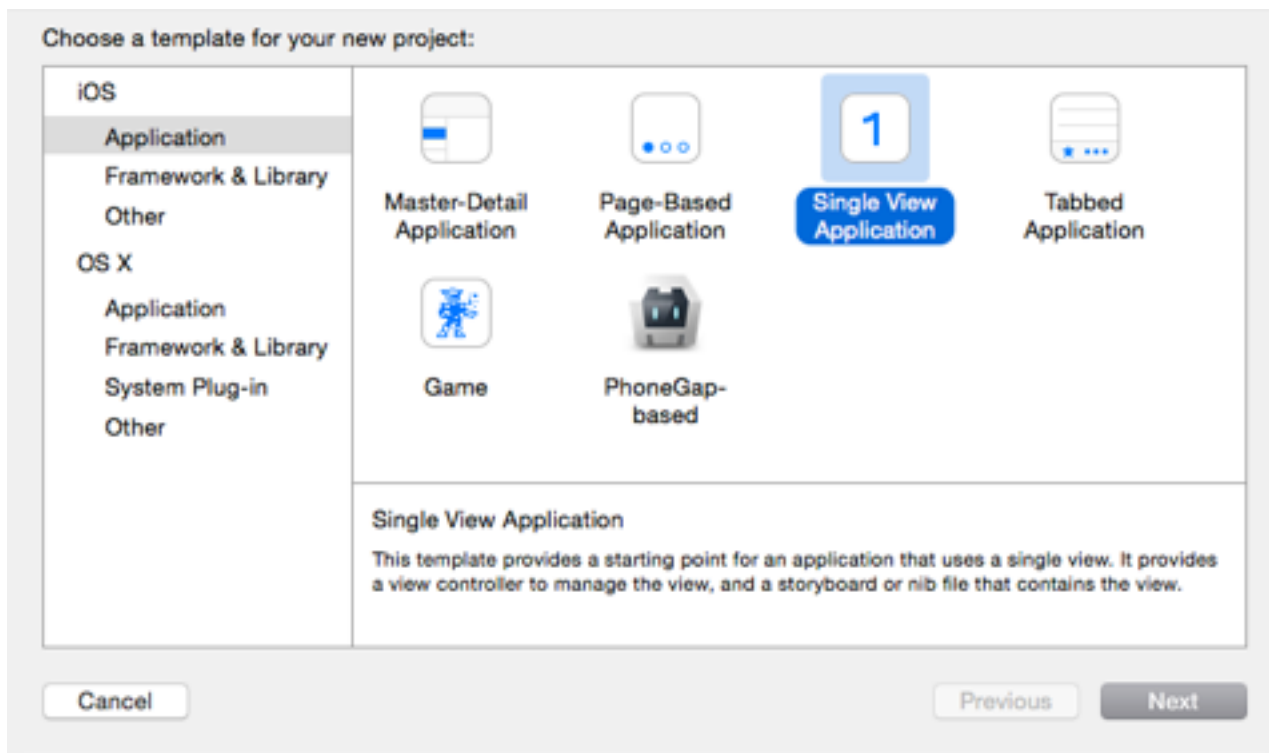 Choose a template for your new project:
iOS
Application
Framework & Library
Other
OS X
Application
Framework & Library
System Plug-in
Other
Master-Detail
Application
Page-Based
Application
1
Single View
Application
Tabbed
Application
Game
PhoneGap-
based
Single View Application
This template provides a starting point for an application that uses a single view. It provides
a view controller to manage the view, and a storyboard or nib file that contains the view.
Cancel
Previous
Next